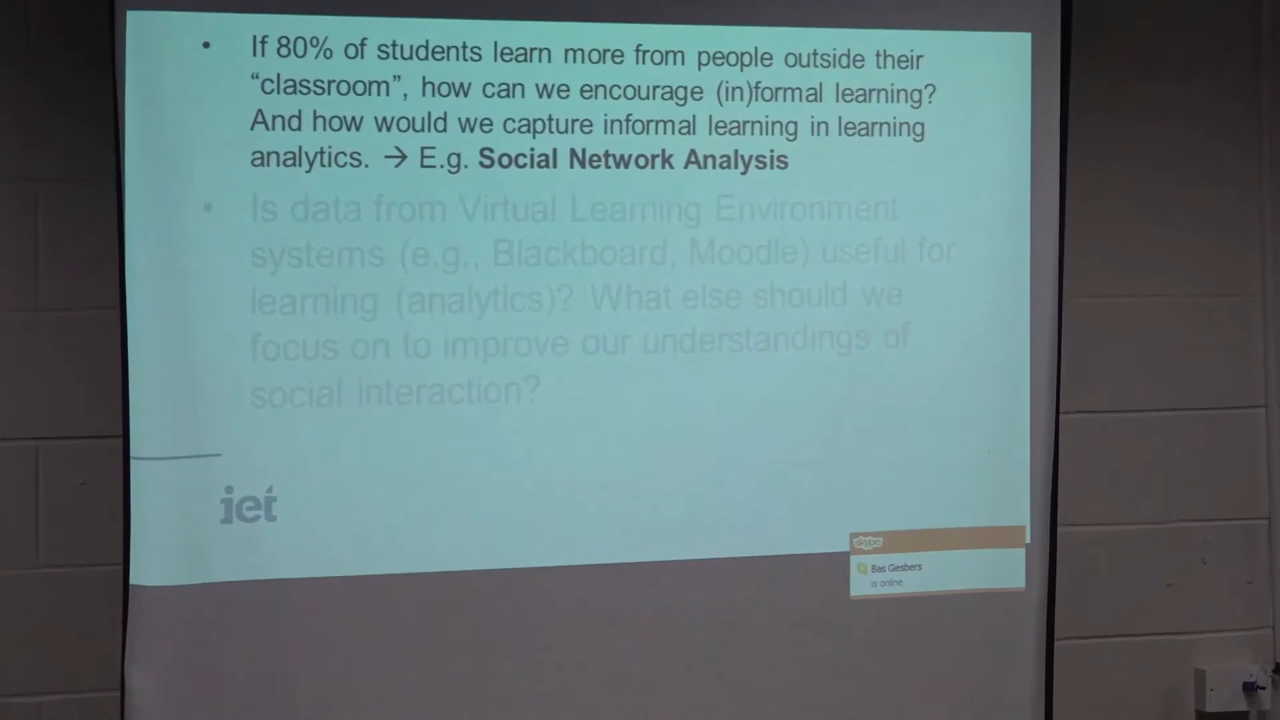 • If 80% of students learn more from people outside their
“classroom”, how can we encourage (in)formal learning?
And how would we capture informal learning in learning
analytics. → E.g. Social Network Analysis
• Is data from Virtual Learning Environment
systems (e.g., Blackboard, Moodle) useful for
learning (analytics)? What else should we
focus on to improve our understandings of
social interaction?
iet
skype
Bas Giesbers
is online